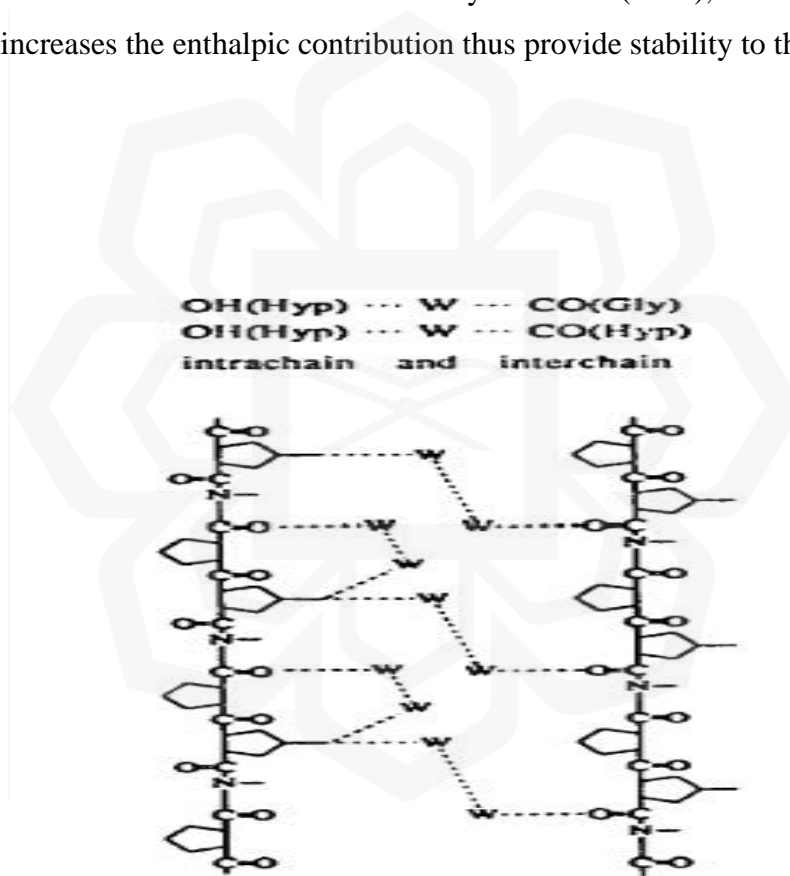 increases the enthalpic contribution thus provide stability to th
OH(Hyp) ··· W ··· CO(Gly)
OH(Hyp) ··· W ··· CO(Hyp)
intrachain and interchain
C=O C=O
W
O=C C=O
N
C=O W W O=C
N
W
C=O C=O
W
O=C C=O
N
C=O W W O=C
N
W
C=O C=O
W
O=C C=O
N
C=O W O=C
N
C=O C=O